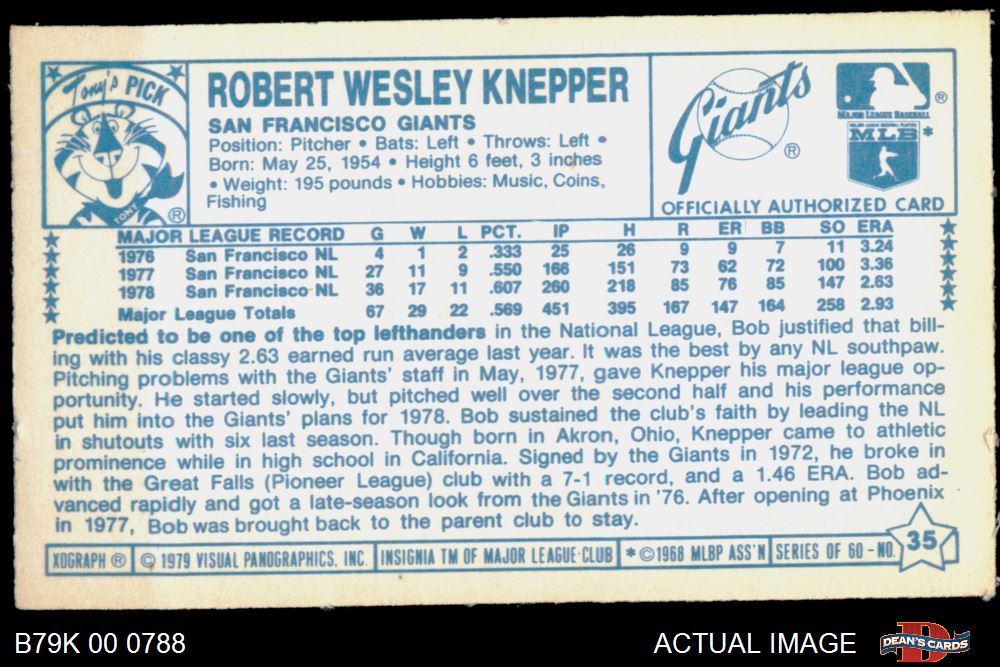 Tony's PICK
TONY ®
ROBERT WESLEY KNEPPER
SAN FRANCISCO GIANTS
Position: Pitcher • Bats: Left • Throws: Left •
Born: May 25, 1954 • Height 6 feet, 3 inches
• Weight: 195 pounds • Hobbies: Music, Coins,
Fishing
Giants ®
®
MAJOR LEAGUE BASEBALL
MAJOR LEAGUE BASEBALL PLAYERS
MLB *
OFFICIALLY AUTHORIZED CARD
MAJOR LEAGUE RECORD G W L PCT. IP H R ER BB SO ERA
1976 San Francisco NL 4 1 2 .333 25 26 9 9 7 11 3.24
1977 San Francisco NL 27 11 9 .550 166 151 73 62 72 100 3.36
1978 San Francisco NL 36 17 11 .607 260 218 85 76 85 147 2.63
Major League Totals 67 29 22 .569 451 395 167 147 164 258 2.93
Predicted to be one of the top lefthanders in the National League, Bob justified that bill-
ing with his classy 2.63 earned run average last year. It was the best by any NL southpaw.
Pitching problems with the Giants' staff in May, 1977, gave Knepper his major league op-
portunity. He started slowly, but pitched well over the second half and his performance
put him into the Giants' plans for 1978. Bob sustained the club's faith by leading the NL
in shutouts with six last season. Though born in Akron, Ohio, Knepper came to athletic
prominence while in high school in California. Signed by the Giants in 1972, he broke in
with the Great Falls (Pioneer League) club with a 7-1 record, and a 1.46 ERA. Bob ad-
vanced rapidly and got a late-season look from the Giants in '76. After opening at Phoenix
in 1977, Bob was brought back to the parent club to stay.
XOGRAPH ® © 1979 VISUAL PANOGRAPHICS, INC. INSIGNIA TM OF MAJOR LEAGUE CLUB * ©1968 MLBP ASS'N SERIES OF 60 - NO. 35
B79K 00 0788
ACTUAL IMAGE
DEAN'S CARDS